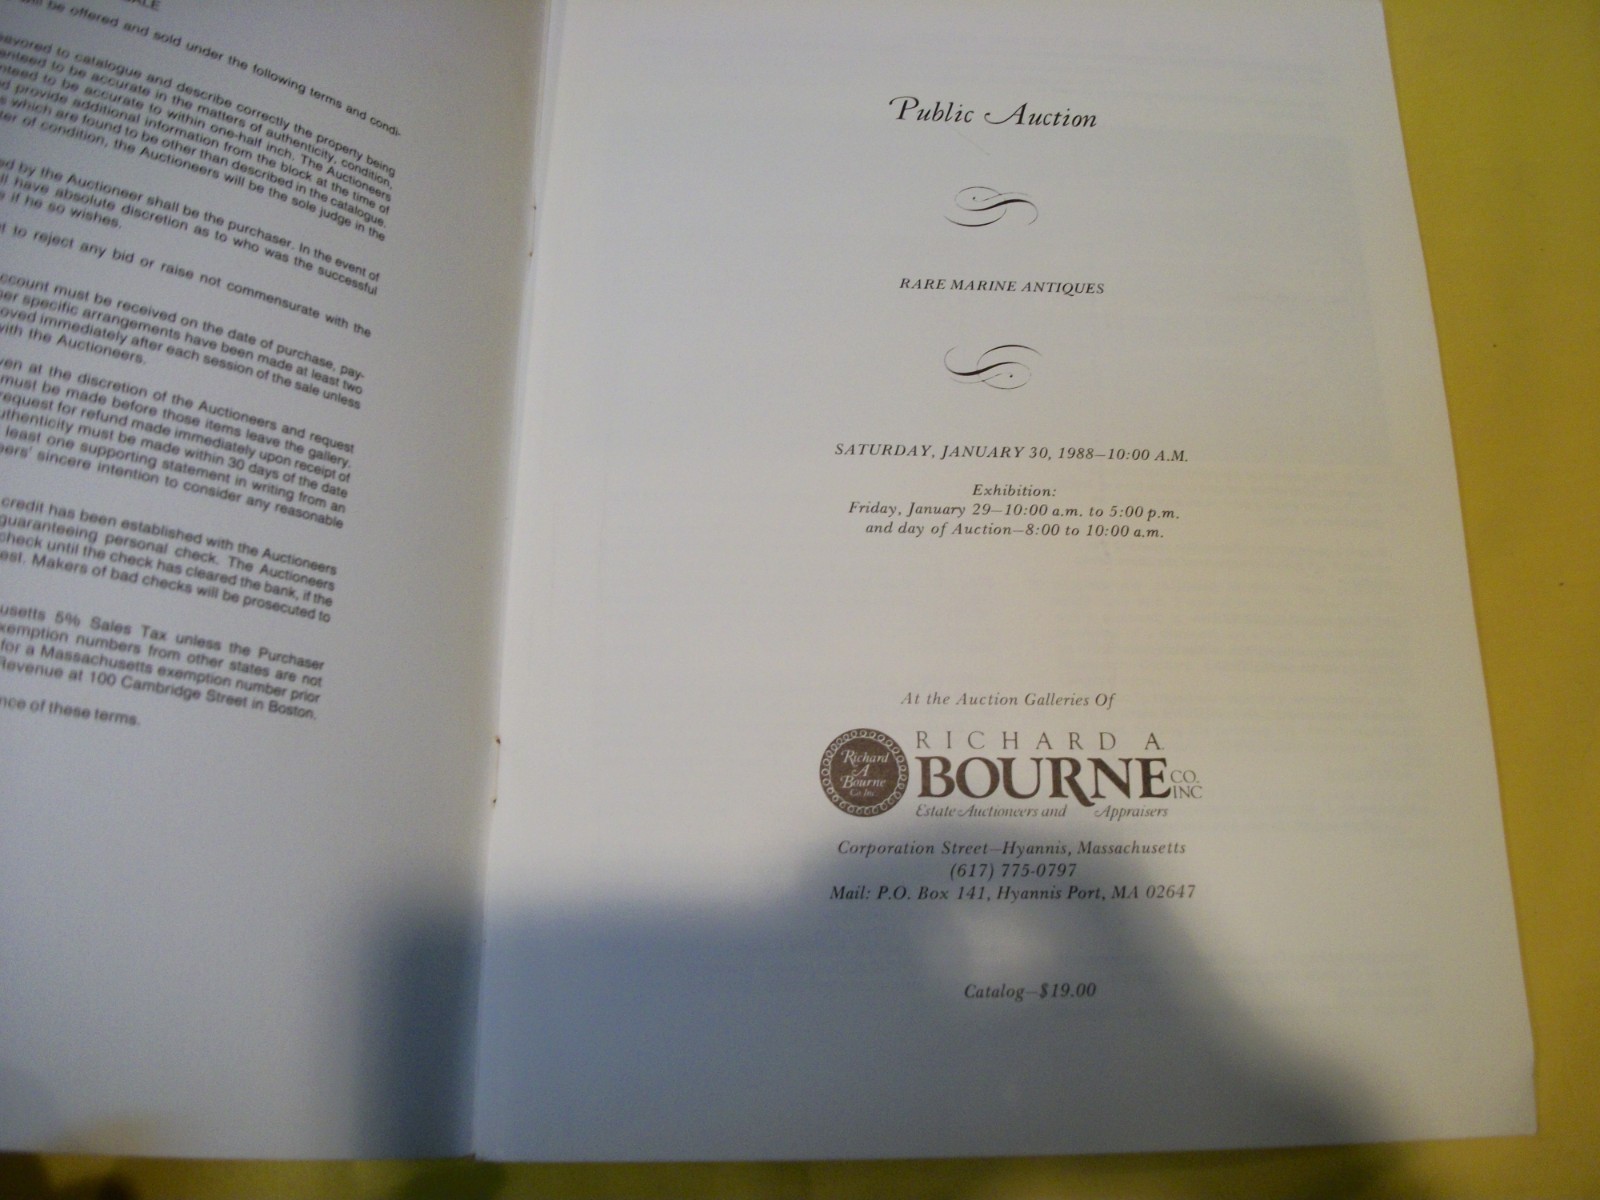 SALE
will be offered and sold under the following terms and condi-
to catalogue and describe correctly the property being
to be accurate in the matters of authenticity, condition,
to be accurate to within one-half inch. The Auctioneers
provide additional information from the block at the time of
which are found to be other than described in the catalogue.
of condition, the Auctioneers will be the sole judge in the
by the Auctioneer shall be the purchaser. In the event of
have absolute discretion as to who was the successful
if he so wishes.
to reject any bid or raise not commensurate with the
must be received on the date of purchase, pay-
specific arrangements have been made at least two
immediately after each session of the sale unless
with the Auctioneers.
at the discretion of the Auctioneers and request
must be made before those items leave the gallery.
request for refund made immediately upon receipt of
must be made within 30 days of the date
least one supporting statement in writing from an
sincere intention to consider any reasonable
credit has been established with the Auctioneers
guaranteeing personal check. The Auctioneers
check until the check has cleared the bank, if the
Makers of bad checks will be prosecuted to
5% Sales Tax unless the Purchaser
exemption numbers from other states are not
for a Massachusetts exemption number prior
Revenue at 100 Cambridge Street in Boston.
of these terms.
Public Auction
RARE MARINE ANTIQUES
SATURDAY, JANUARY 30, 1988—10:00 A.M.
Exhibition:
Friday, January 29—10:00 a.m. to 5:00 p.m.
and day of Auction—8:00 to 10:00 a.m.
At the Auction Galleries Of
Richard
A
Bourne
Co. Inc.
RICHARD A.
BOURNE CO. INC
Estate Auctioneers and Appraisers
Corporation Street—Hyannis, Massachusetts
(617) 775-0797
Mail: P.O. Box 141, Hyannis Port, MA 02647
Catalog—$19.00